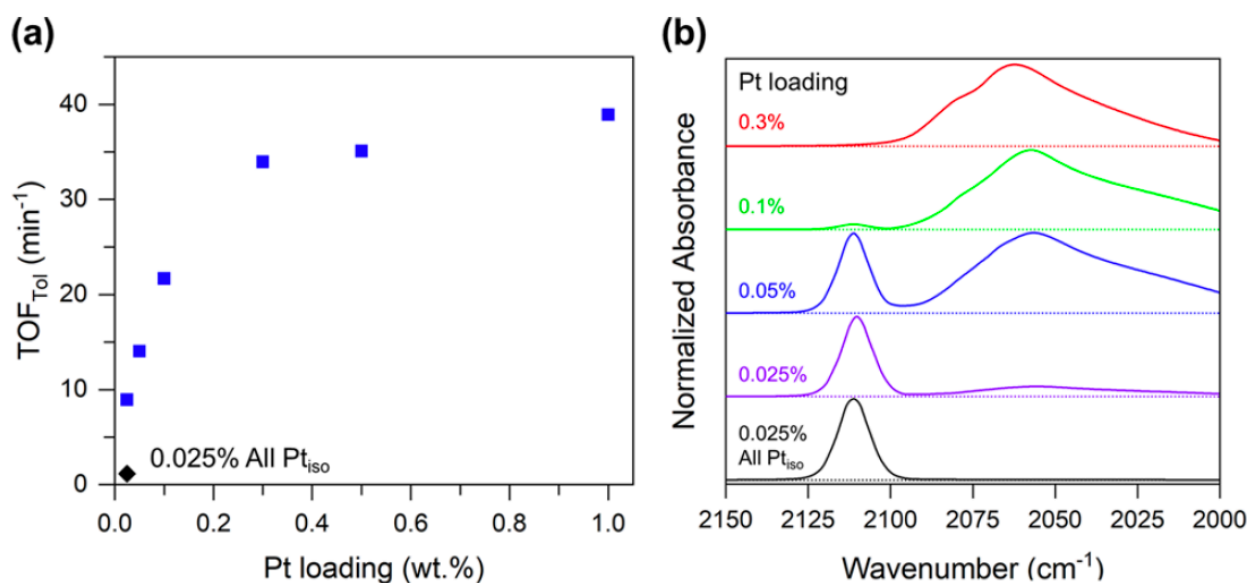 (a)
TOF_Tol (min⁻¹)
40
30
20
10
0
0.025% All Pt_iso
0.0
0.2
0.4
0.6
0.8
1.0
Pt loading (wt.%)
(b)
Normalized Absorbance
Pt loading
0.3%
0.1%
0.05%
0.025%
0.025%
All Pt_iso
2150
2125
2100
2075
2050
2025
2000
Wavenumber (cm⁻¹)